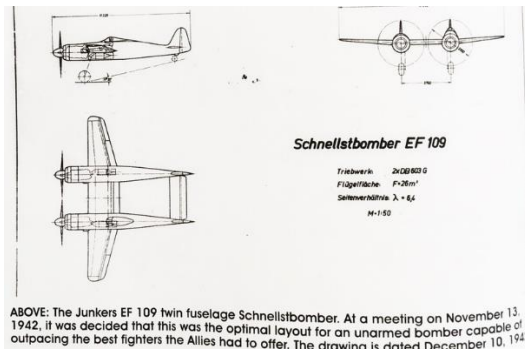 Schnellstbomber EF 109
Triebwerk: 2xDB 603 G
Flügelfläche: F=26m²
Seitenverhältnis λ = 6,4
M=1:50
ABOVE: The Junkers EF 109 twin fuselage Schnellstbomber. At a meeting on November 13,
1942, it was decided that this was the optimal layout for an unarmed bomber capable of
outpacing the best fighters the Allies had to offer. The drawing is dated December 10,